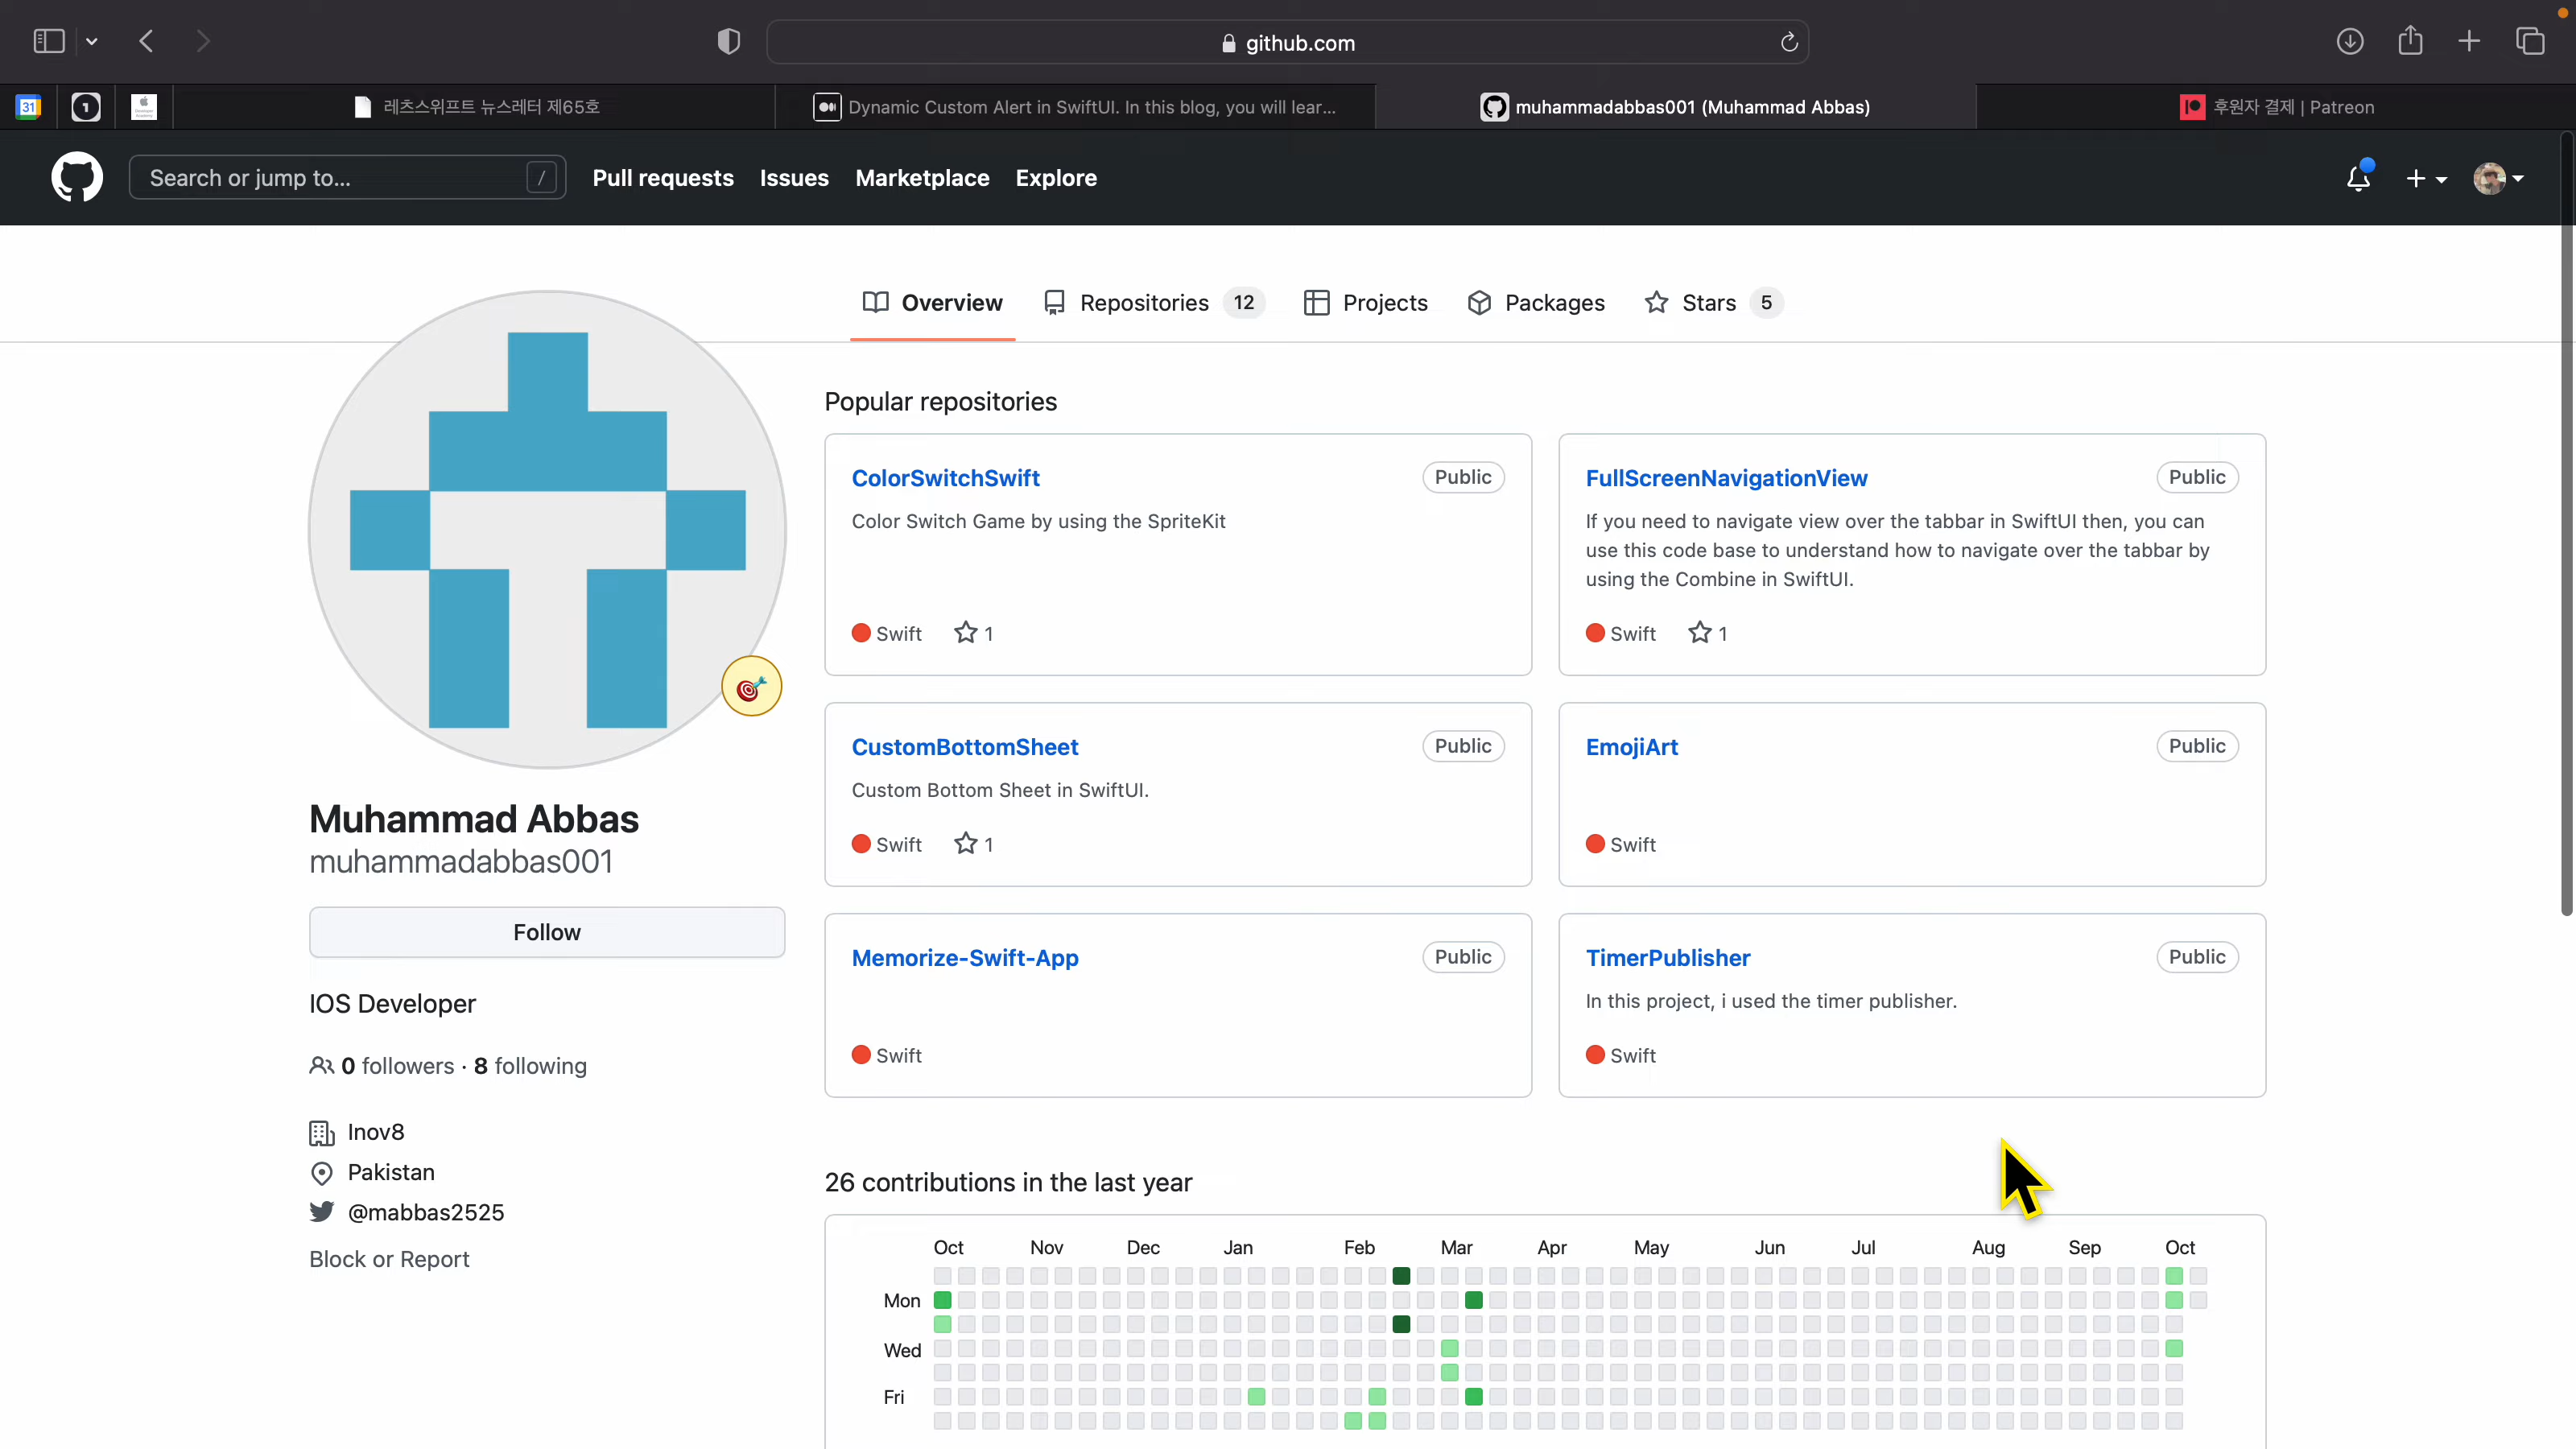 github.com
31
1
레츠스위프트 뉴스레터 제65호
Dynamic Custom Alert in SwiftUI. In this blog, you will lear...
muhammadabbas001 (Muhammad Abbas)
후원자 결제 | Patreon
Search or jump to...
/
Pull requests
Issues
Marketplace
Explore
Overview
Repositories 12
Projects
Packages
Stars 5
Muhammad Abbas
muhammadabbas001
Follow
IOS Developer
0 followers · 8 following
Inov8
Pakistan
@mabbas2525
Block or Report
Popular repositories
ColorSwitchSwift
Public
Color Switch Game by using the SpriteKit
Swift
1
FullScreenNavigationView
Public
If you need to navigate view over the tabbar in SwiftUI then, you can
use this code base to understand how to navigate over the tabbar by
using the Combine in SwiftUI.
Swift
1
CustomBottomSheet
Public
Custom Bottom Sheet in SwiftUI.
Swift
1
EmojiArt
Public
Swift
Memorize-Swift-App
Public
Swift
TimerPublisher
Public
In this project, i used the timer publisher.
Swift
26 contributions in the last year
Oct Nov Dec Jan Feb Mar Apr May Jun Jul Aug Sep Oct
Mon
Wed
Fri